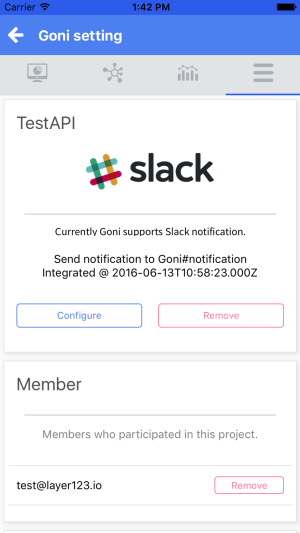 Carrier 1:42 PM
Goni setting
TestAPI
slack
Currently Goni supports Slack notification.
Send notification to Goni#notification
Integrated @ 2016-06-13T10:58:23.000Z
Configure Remove
Member
Members who participated in this project.
test@layer123.io Remove